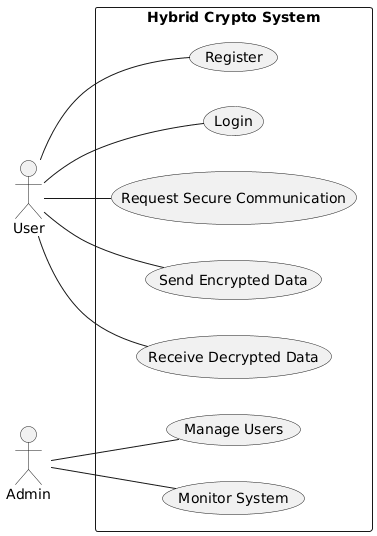 Hybrid Crypto System
Register
Login
Request Secure Communication
User
Send Encrypted Data
Receive Decrypted Data
Manage Users
Admin
Monitor System